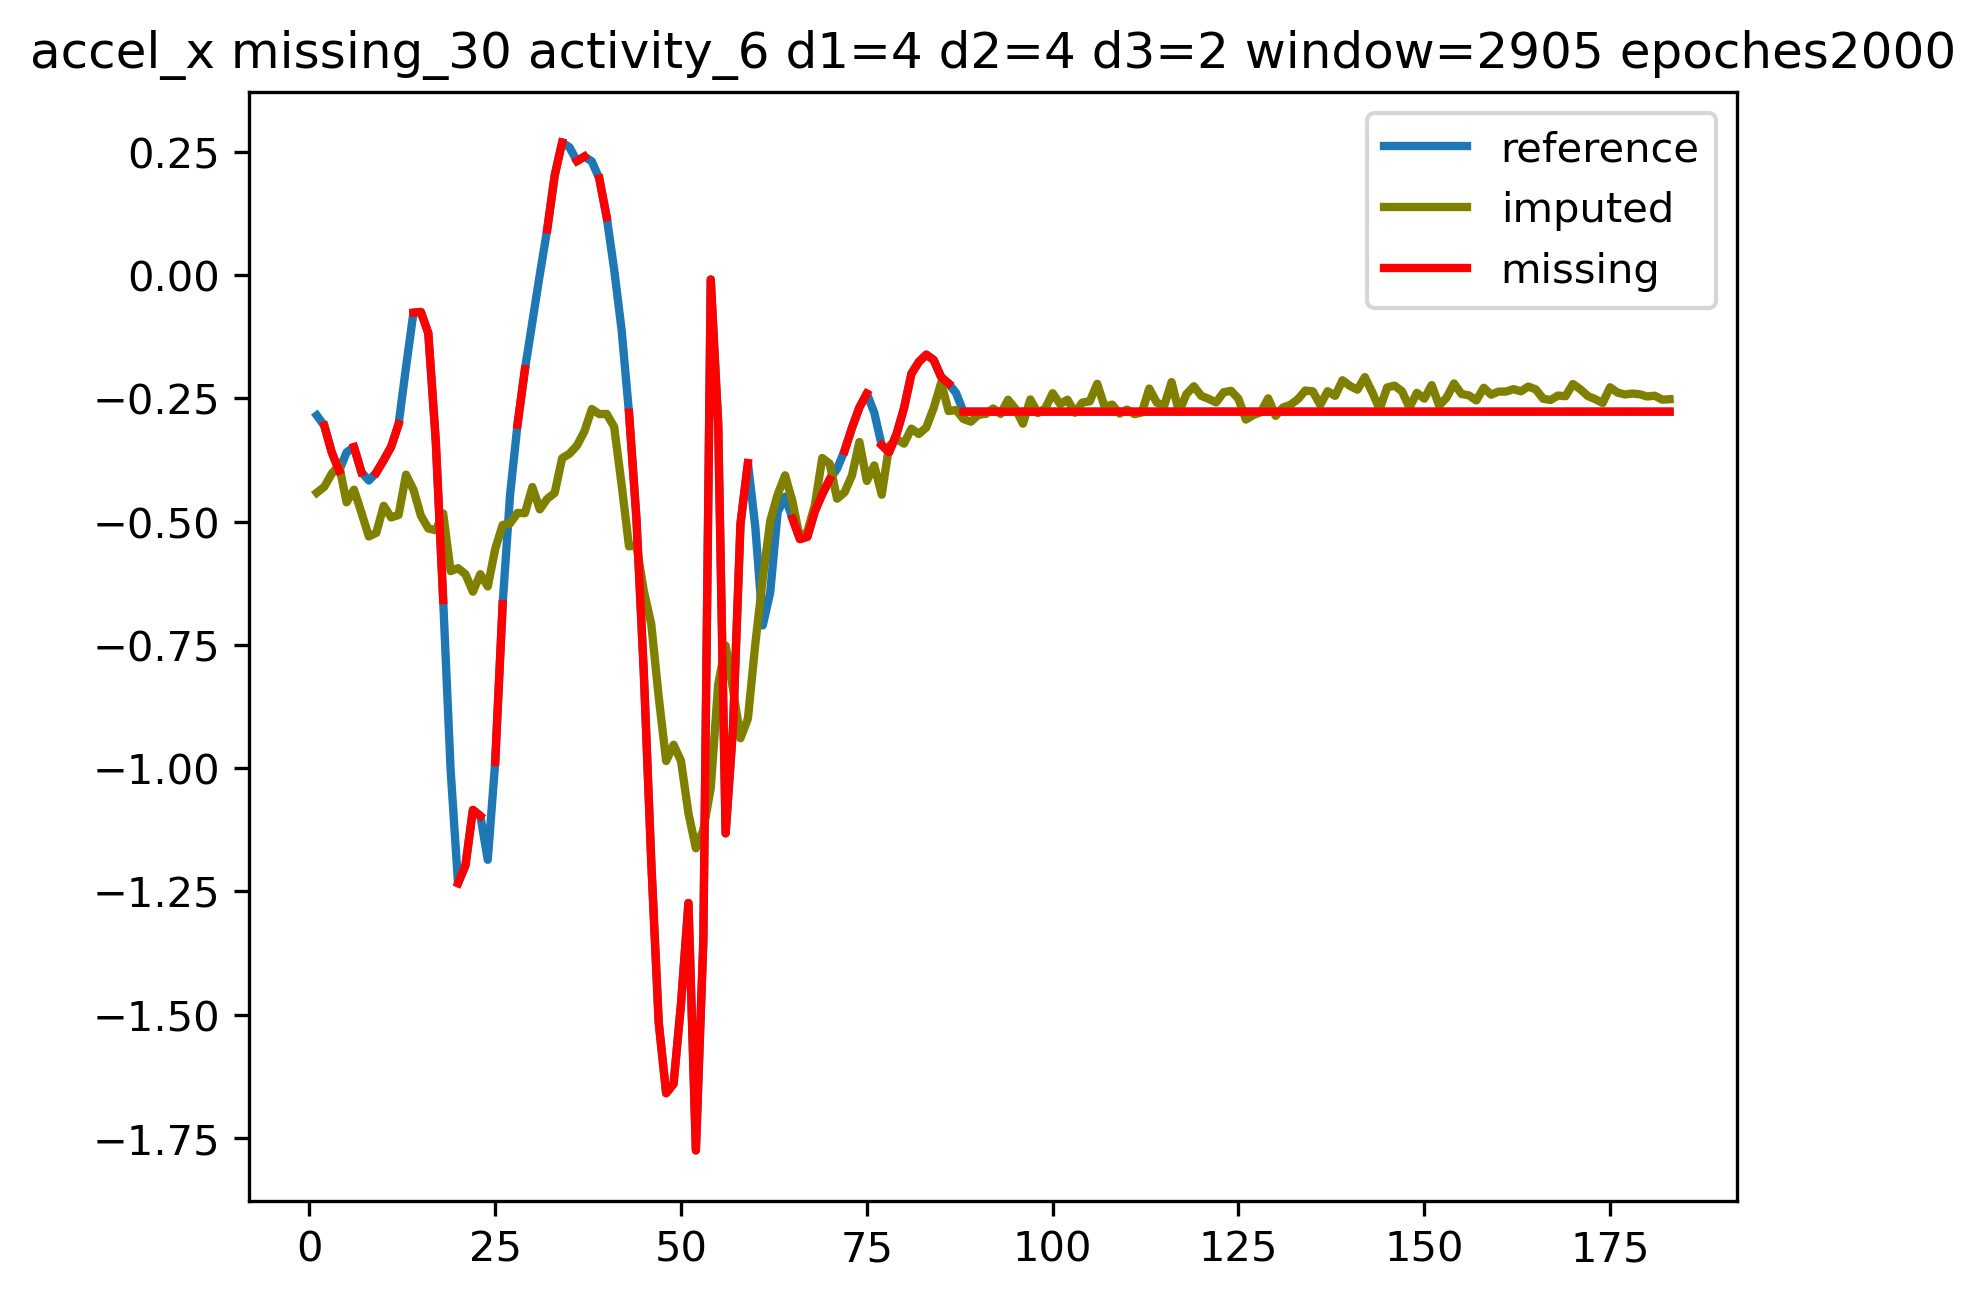 accel_x missing_30 activity_6 d1=4 d2=4 d3=2 window=2905 epoches2000
reference
imputed
missing
0.25
0.00
−0.25
−0.50
−0.75
−1.00
−1.25
−1.50
−1.75
0 25 50 75 100 125 150 175